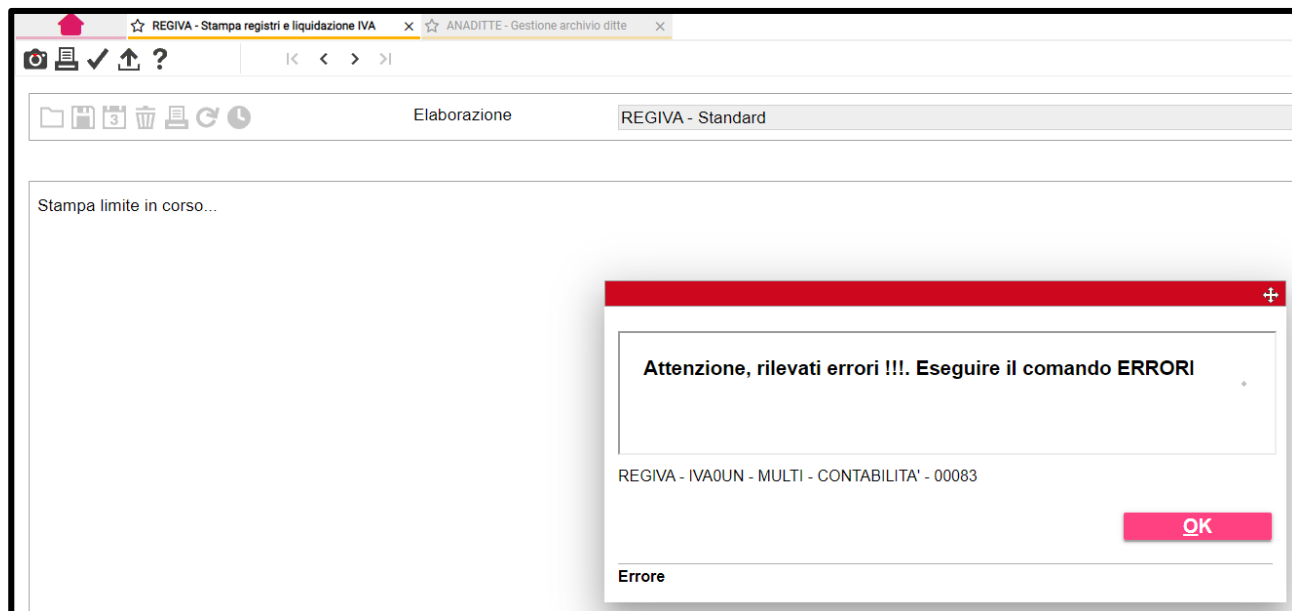 REGIVA - Stampa registri e liquidazione IVA
ANADITTE - Gestione archivio ditte
Elaborazione
REGIVA - Standard
Stampa limite in corso...
Attenzione, rilevati errori !!!. Eseguire il comando ERRORI
REGIVA - IVA0UN - MULTI - CONTABILITA' - 00083
OK
Errore